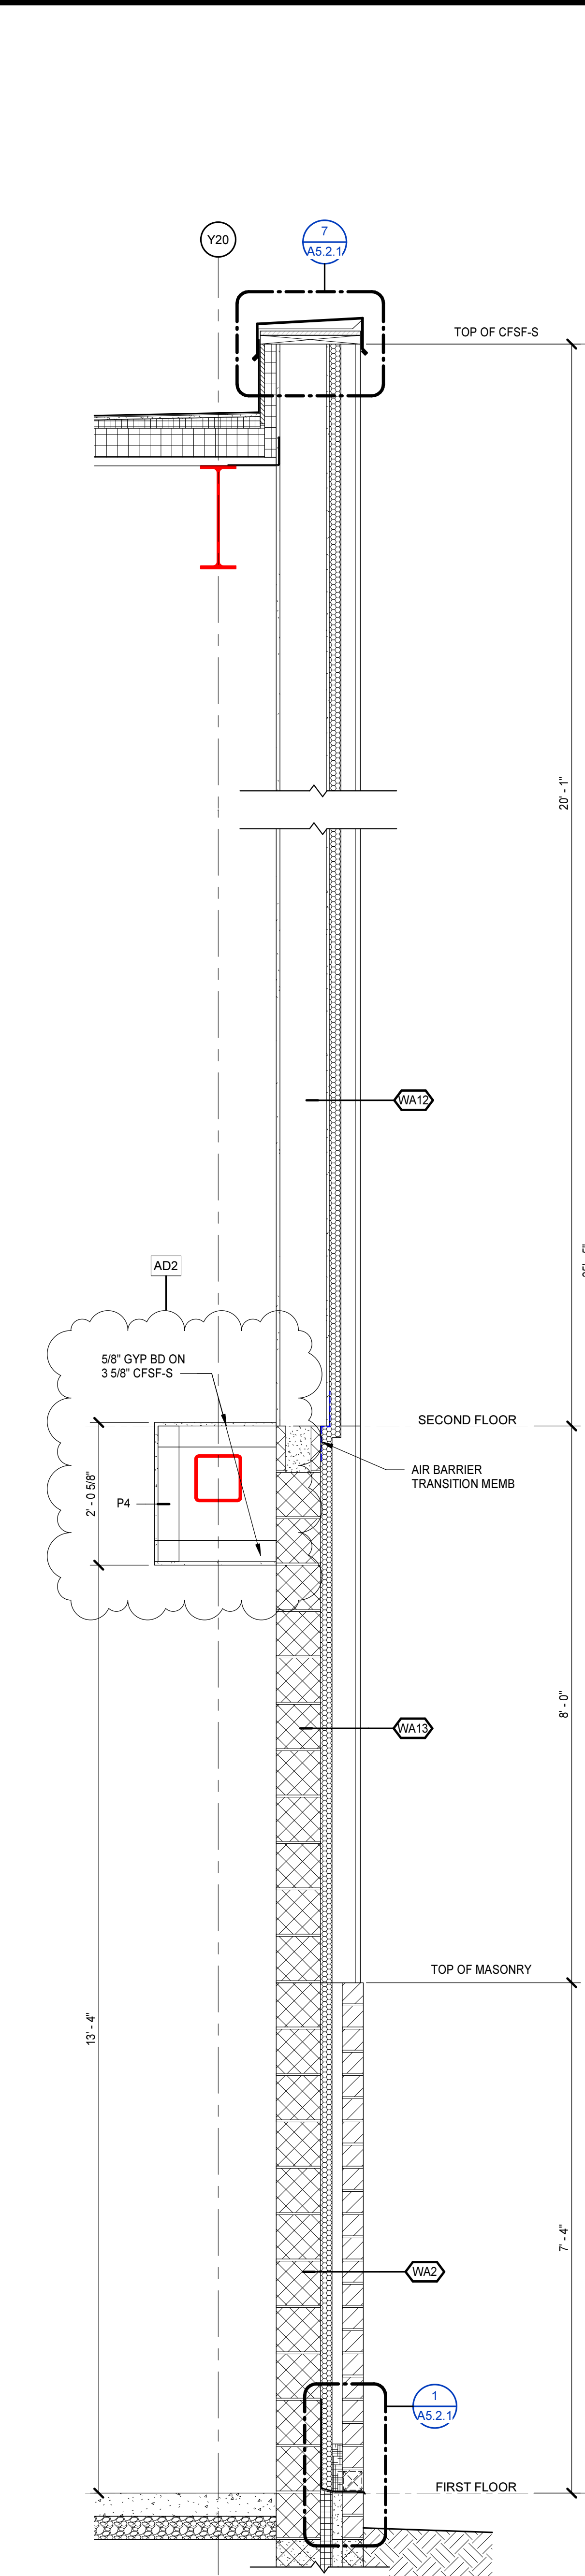 Y20
7
A5.2.1
TOP OF CFSF-S
20' - 1"
WA12
AD2
5/8" GYP BD ON
3 5/8" CFSF-S
SECOND FLOOR
AIR BARRIER
TRANSITION MEMB
2' - 0 5/8"
P4
WA13
8' - 0"
TOP OF MASONRY
13' - 4"
7' - 4"
WA2
1
A5.2.1
FIRST FLOOR